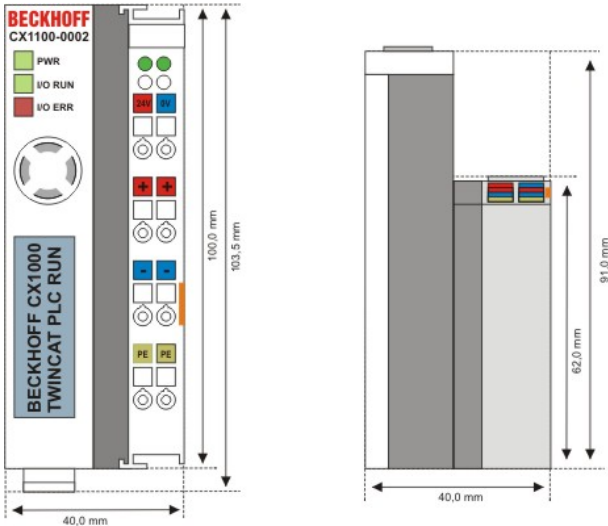 BECKHOFF
CX1100-0002
PWR
I/O RUN
I/O ERR
24V 0V
+ +
- -
PE PE
BECKHOFF CX1000
TWINCAT PLC RUN
100,0 mm
103,5 mm
40,0 mm
91,0 mm
62,0 mm
40,0 mm